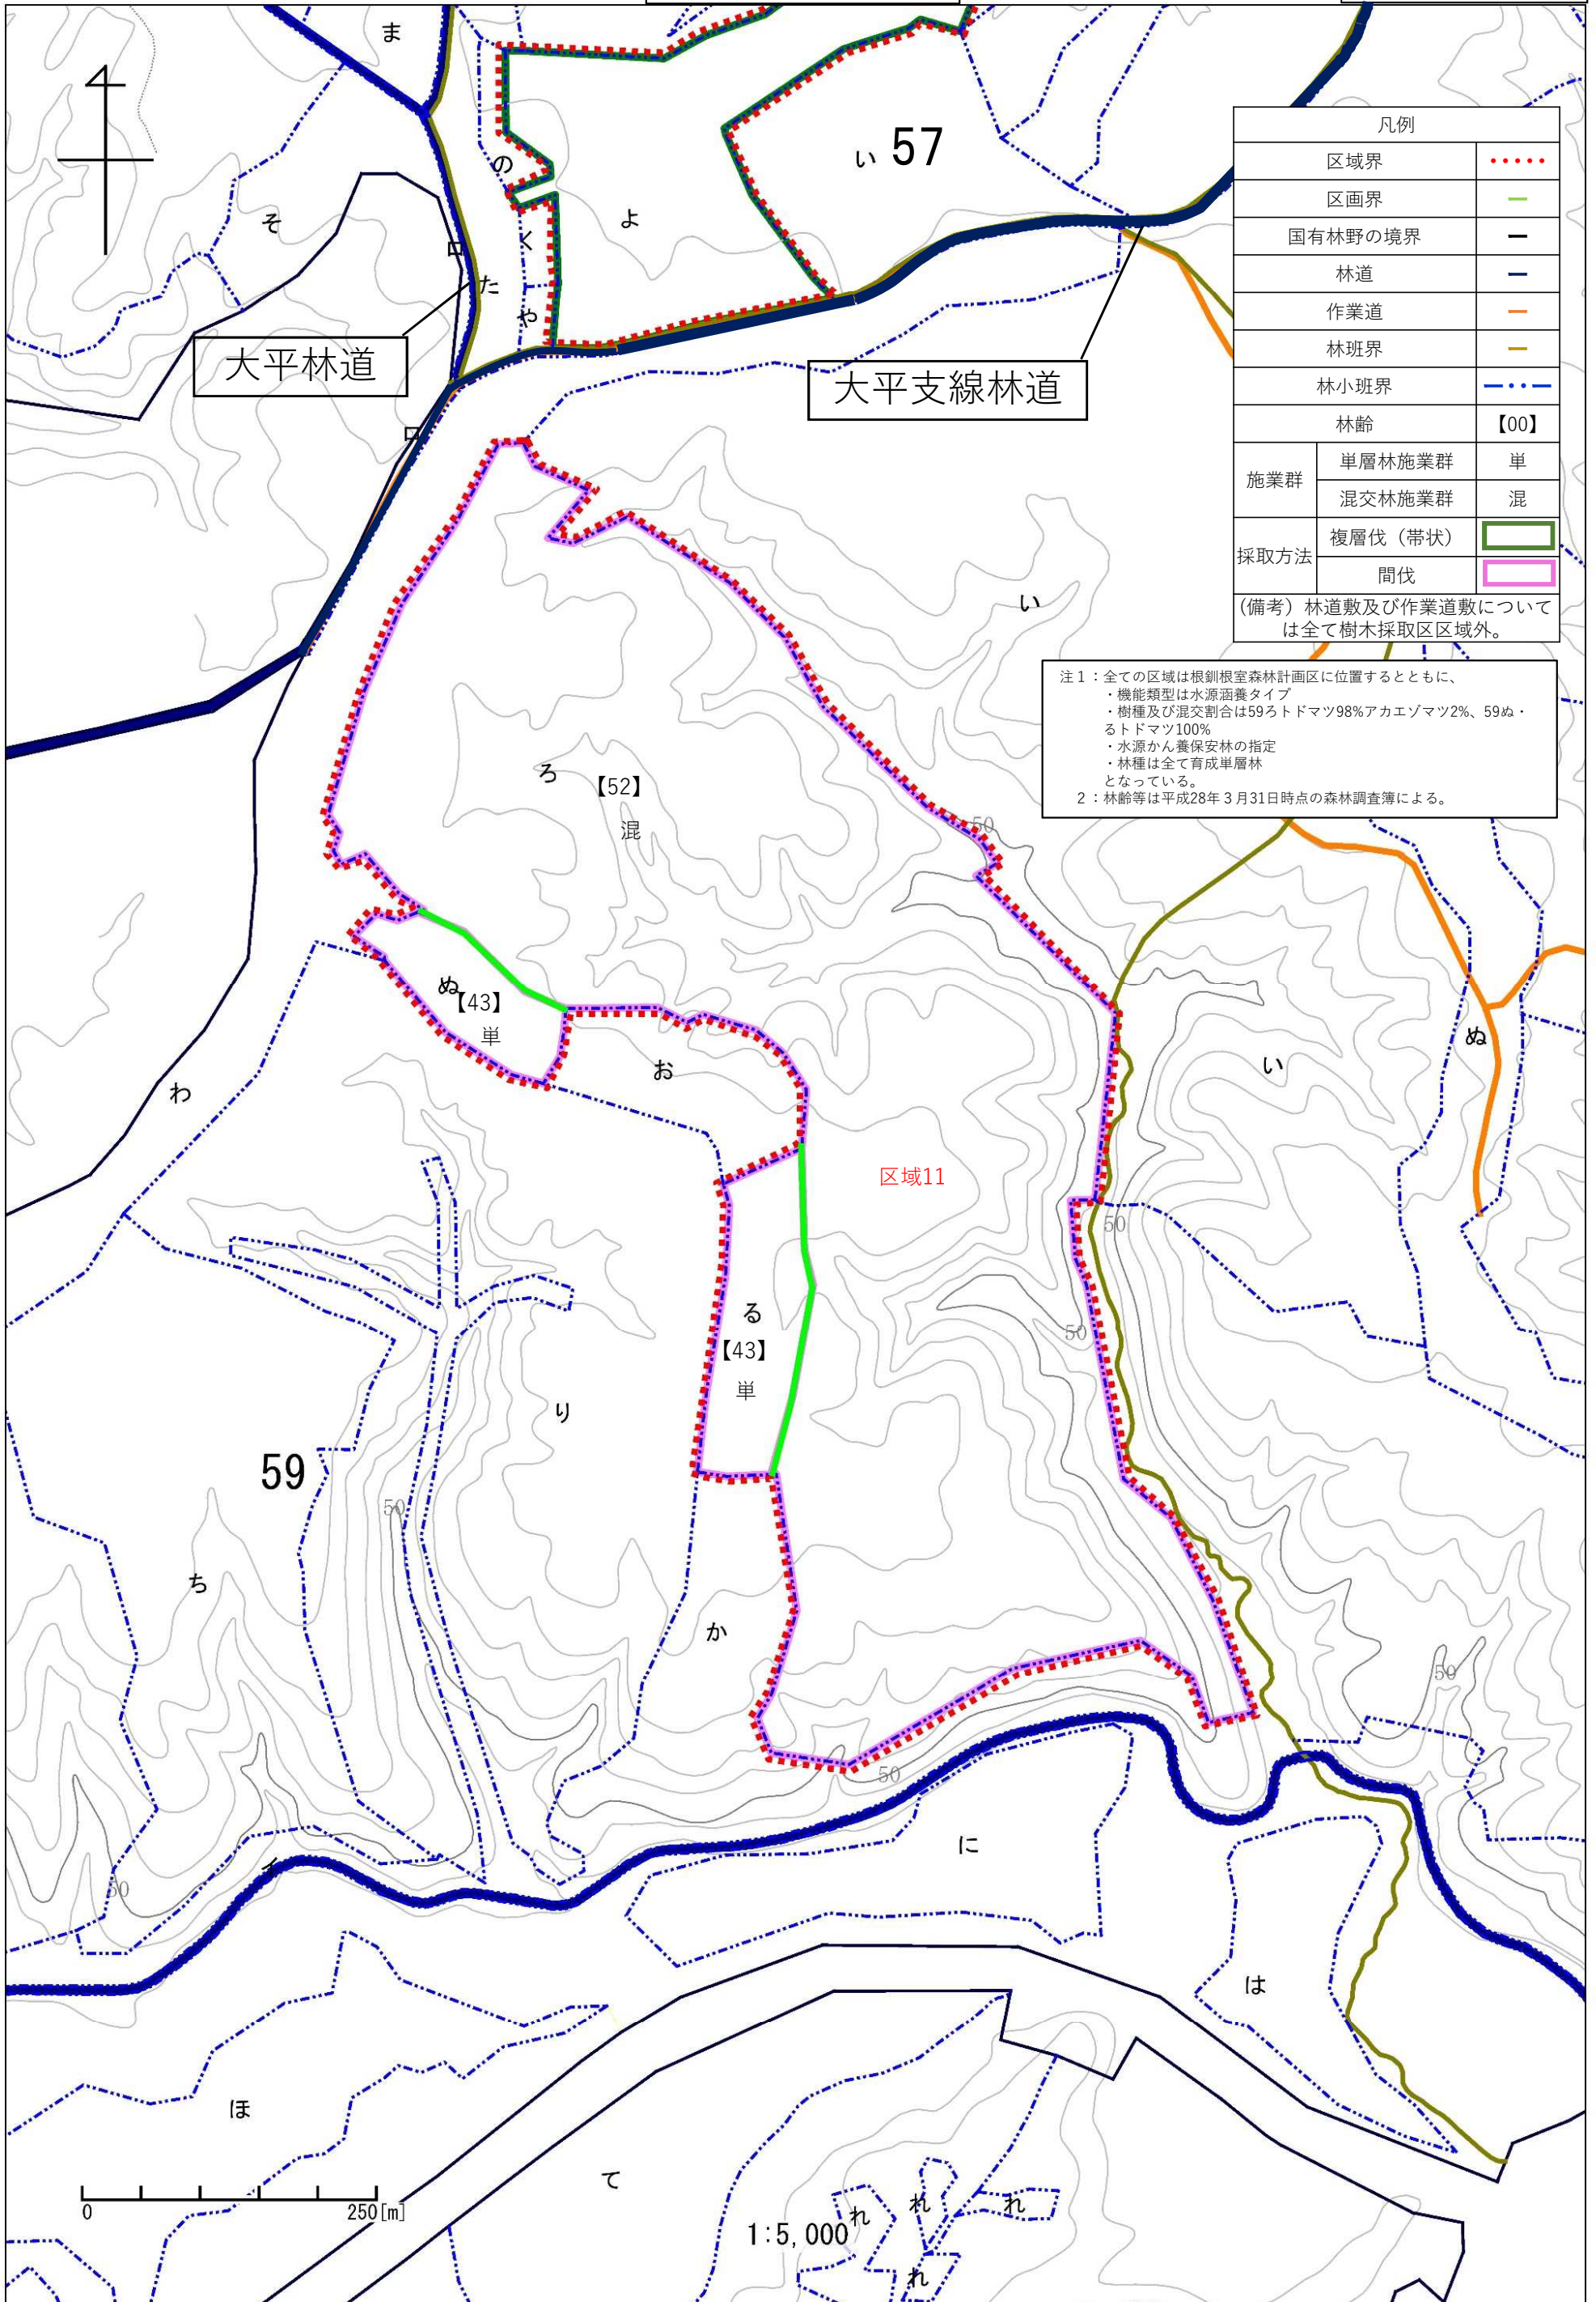 ま
の
い
57
そ
よ
く
ロ
た
や
大平林道
大平支線林道
ロ
凡例
区域界
区画界
国有林野の境界
林道
作業道
林班界
林小班界
林齢 【00】
施業群
単層林施業群 単
混交林施業群 混
採取方法
複層伐（帯状）
間伐
(備考）林道敷及び作業道敷について
は全て樹木採取区区域外。
注１：全ての区域は根釧根室森林計画区に位置するとともに、
・機能類型は水源涵養タイプ
・樹種及び混交割合は59ろトドマツ98%アカエゾマツ2%、59ぬ・
るトドマツ100%
・水源かん養保安林の指定
・林種は全て育成単層林
となっている。
２：林齢等は平成28年３月31日時点の森林調査簿による。
い
ろ
【52】
混
50
ぬ
【43】
単
お
わ
い
ぬ
区域11
50
50
る
【43】
単
り
59
50
ち
か
50
50
に
イ
50
は
ほ
て
0 250[m]
1:5,000
れ
れ
れ
れ